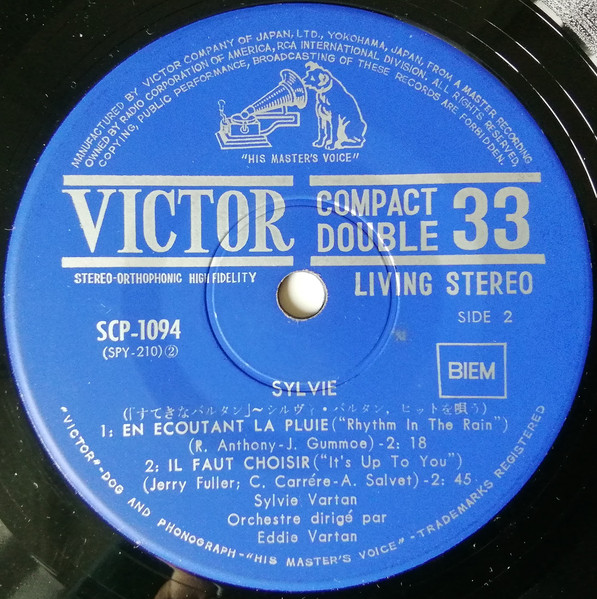 MANUFACTURED BY VICTOR COMPANY OF JAPAN, LTD., YOKOHAMA, JAPAN, FROM A MASTER RECORDING
OWNED BY RADIO CORPORATION OF AMERICA, RCA INTERNATIONAL DIVISION. ALL RIGHTS RESERVED,
COPYING, PUBLIC PERFORMANCE, BROADCASTING OF THESE RECORDS ARE FORBIDDEN.
"HIS MASTER'S VOICE"
VICTOR
COMPACT
DOUBLE 33
STEREO-ORTHOPHONIC HIGH FIDELITY
LIVING STEREO
SCP-1094
(SPY-210)②
SIDE 2
BIEM
SYLVIE
(「すてきなバルタン」〜シルヴィ・バルタン, ヒットを唄う)
1: EN ECOUTANT LA PLUIE ("Rhythm In The Rain")
(R. Anthony-J. Gummoe)-2: 18
2: IL FAUT CHOISIR ("It's Up To You")
(Jerry Fuller; C. Carrére-A. Salvet)-2: 45
Sylvie Vartan
Orchestre dirigé par
Eddie Vartan
"VICTOR"-DOG AND PHONOGRAPH-"HIS MASTER'S VOICE"-TRADEMARKS REGISTERED